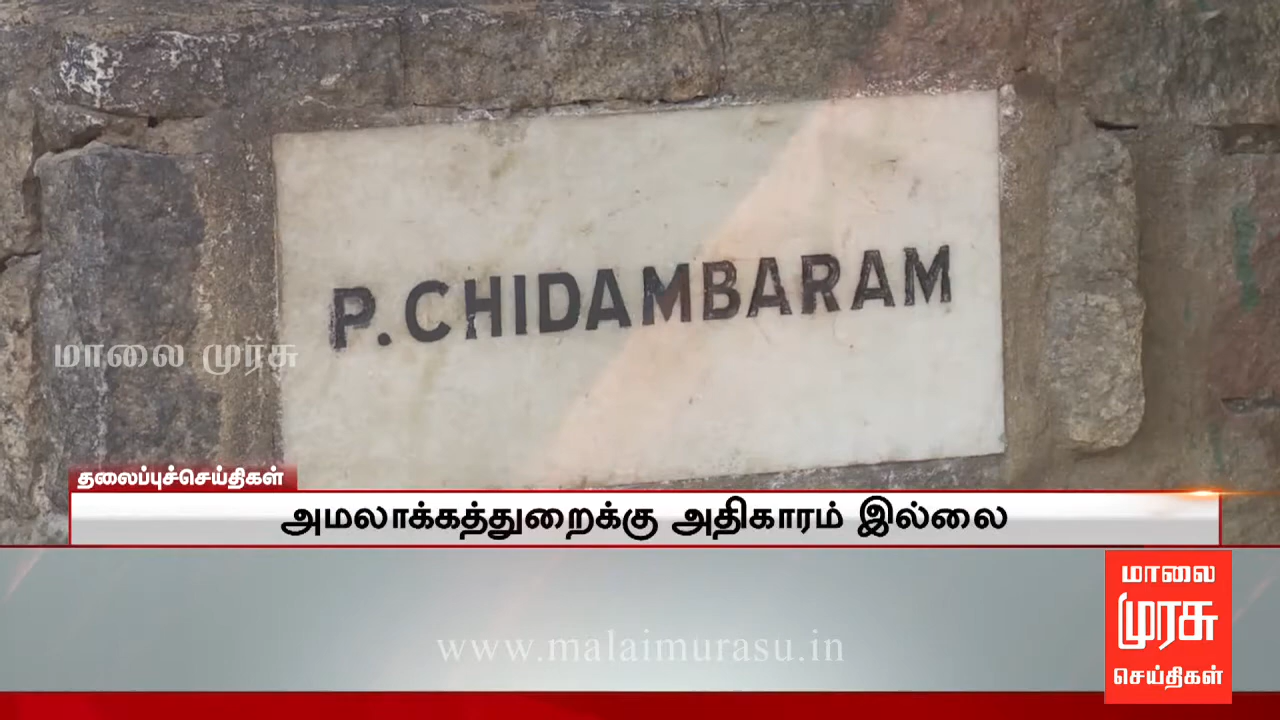 P. CHIDAMBARAM
மாலை முரசு
தலைப்புச்செய்திகள்
அமலாக்கத்துறைக்கு அதிகாரம் இல்லை
மாலை
முரசு
செய்திகள்
www.malaimurasu.in